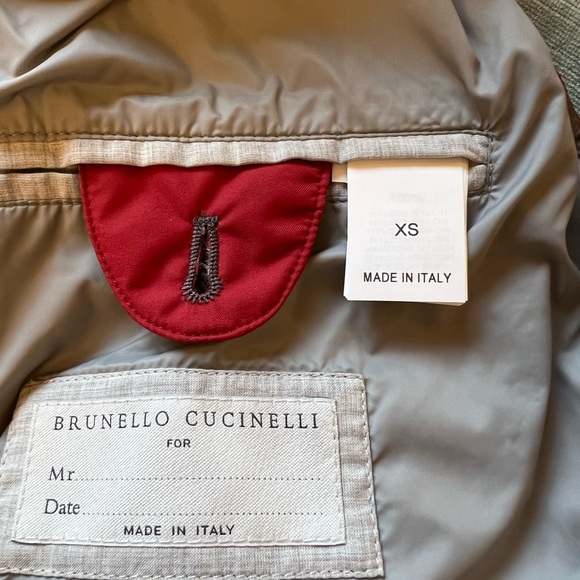 XS
MADE IN ITALY
BRUNELLO CUCINELLI
FOR
Mr..............................
Date..........................
MADE IN ITALY